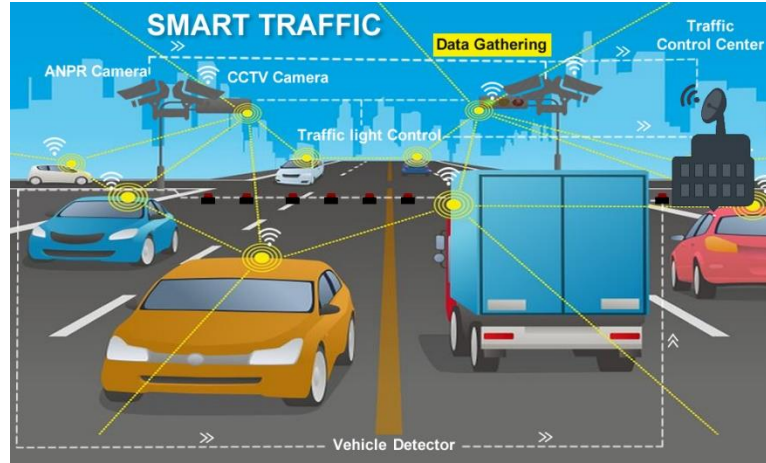 SMART TRAFFIC
Data Gathering
Traffic
Control Center
ANPR Camera
CCTV Camera
Traffic light Control
Vehicle Detector